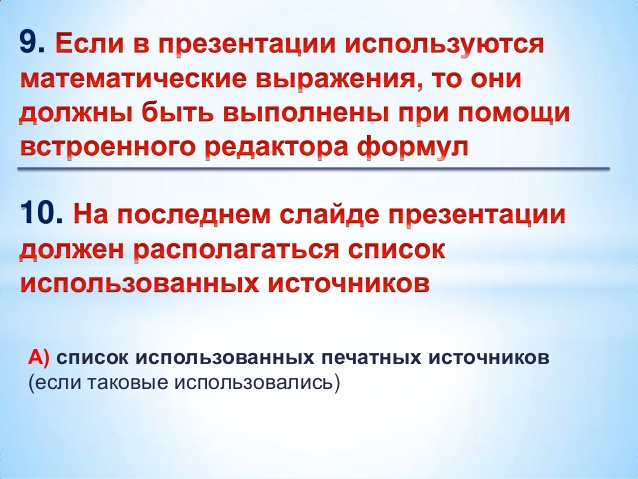 9. Если в презентации используются
математические выражения, то они
должны быть выполнены при помощи
встроенного редактора формул
10. На последнем слайде презентации
должен располагаться список
использованных источников
А) список использованных печатных источников
(если таковые использовались)